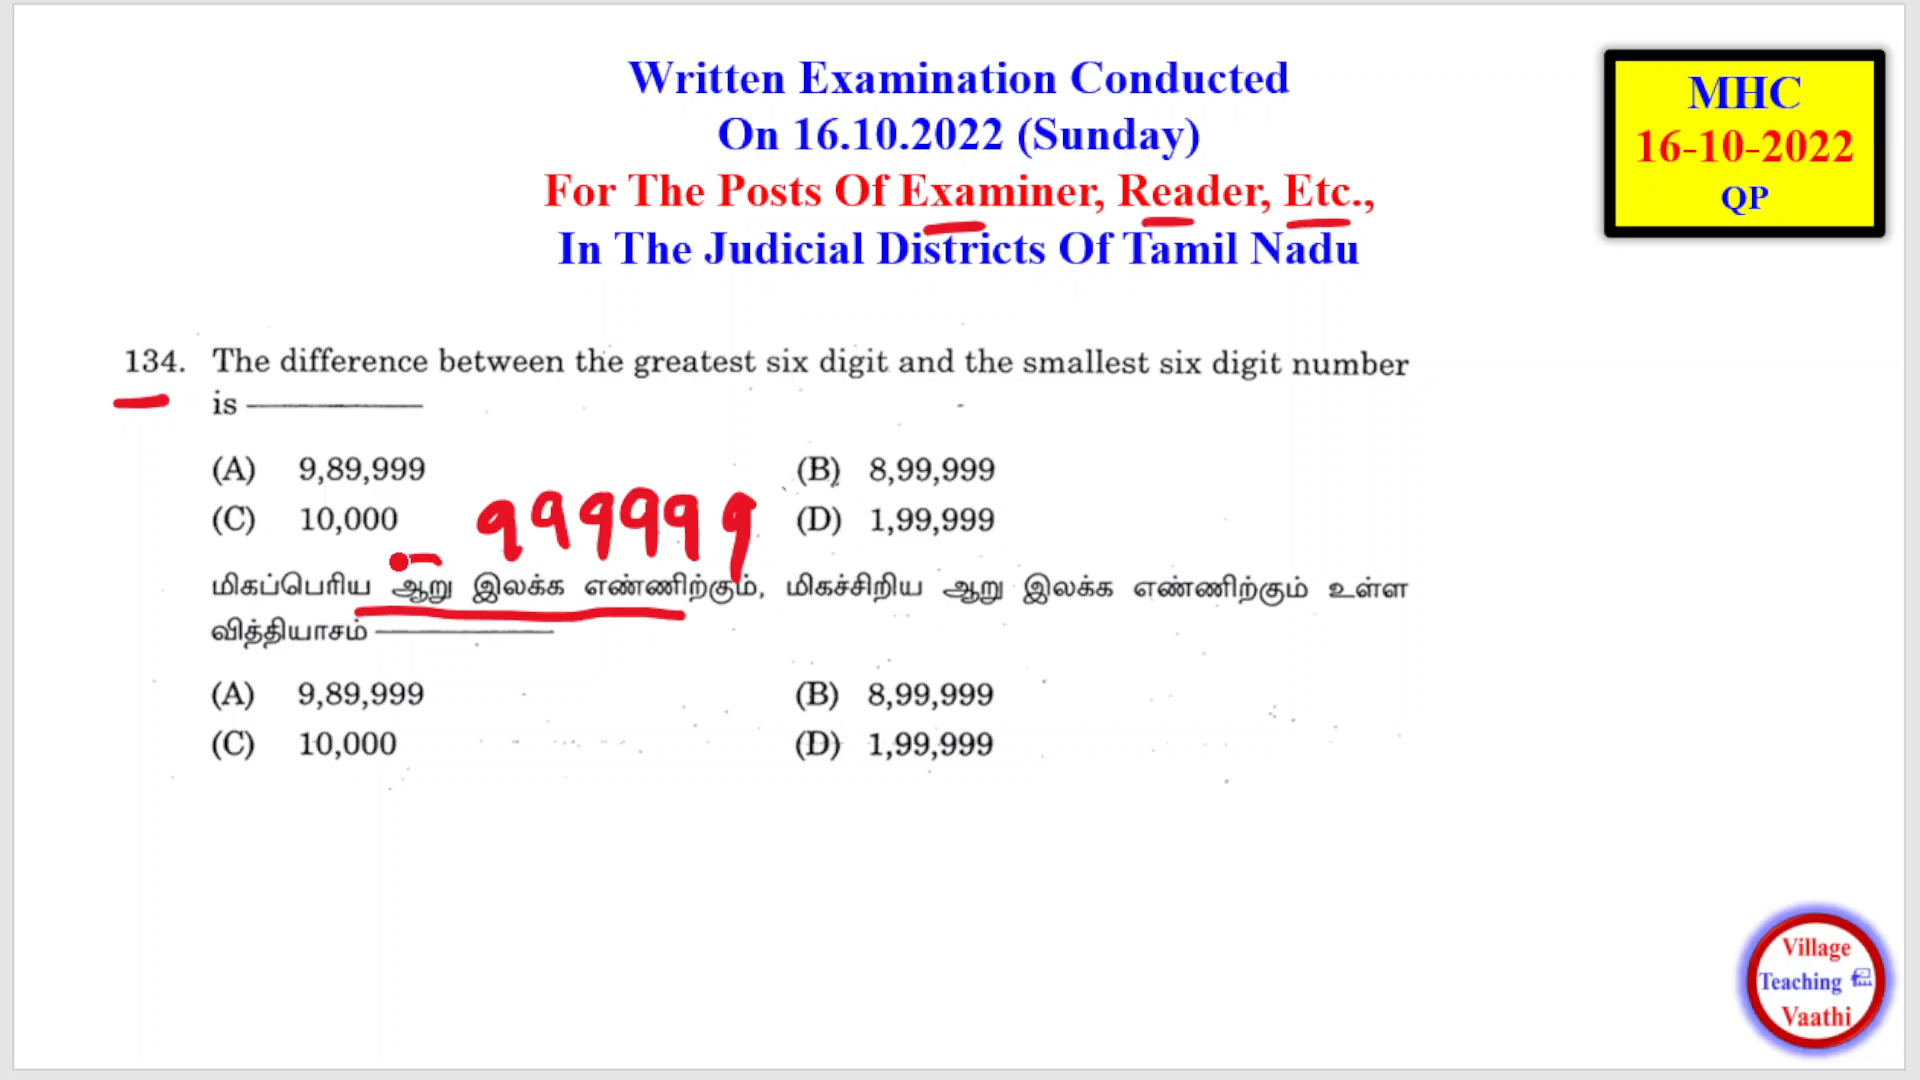 Written Examination Conducted
On 16.10.2022 (Sunday)
For The Posts Of Examiner, Reader, Etc.,
In The Judicial Districts Of Tamil Nadu
MHC
16-10-2022
QP
134. The difference between the greatest six digit and the smallest six digit number
is
(A) 9,89,999 (B) 8,99,999
(C) 10,000 (D) 1,99,999
999999
மிகப்பெரிய ஆறு இலக்க எண்ணிற்கும், மிகச்சிறிய ஆறு இலக்க எண்ணிற்கும் உள்ள
வித்தியாசம்
(A) 9,89,999 (B) 8,99,999
(C) 10,000 (D) 1,99,999
Village
Teaching
Vaathi